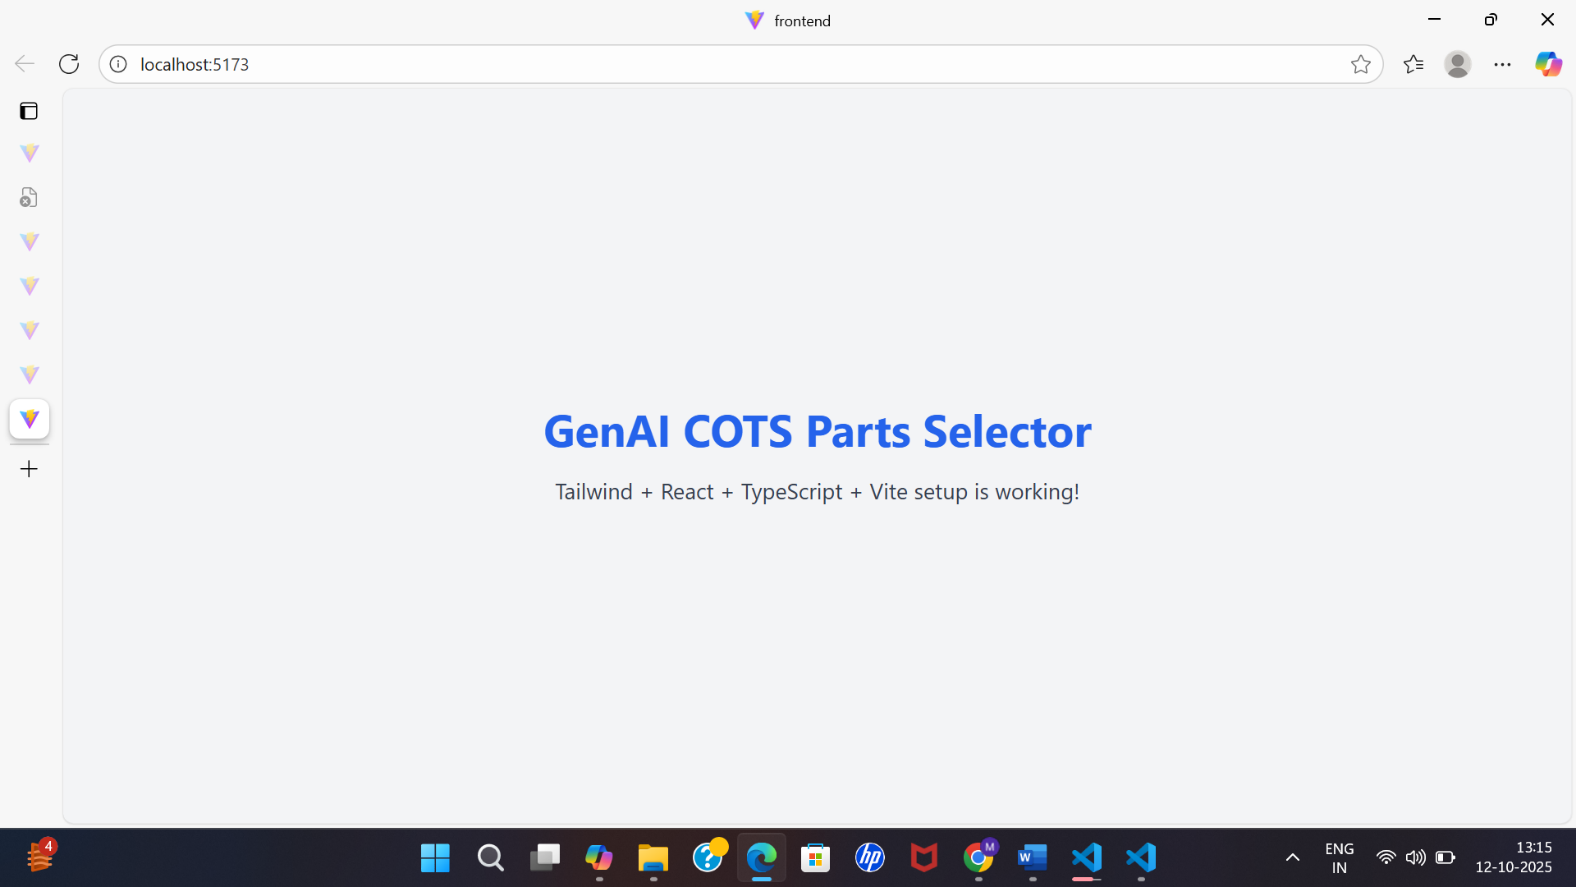 frontend
localhost:5173
GenAI COTS Parts Selector
Tailwind + React + TypeScript + Vite setup is working!
4
?
hp
M
W
ENG
IN
13:15
12-10-2025